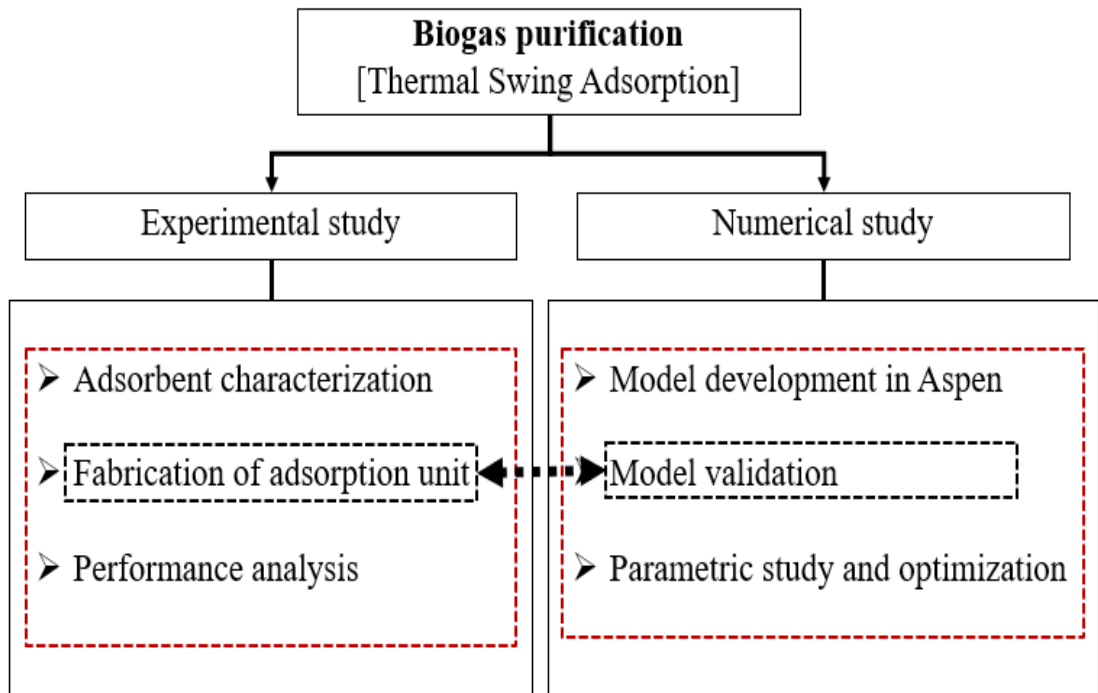 Biogas purification
[Thermal Swing Adsorption]
Experimental study
Numerical study
Adsorbent characterization
Fabrication of adsorption unit
Performance analysis
Model development in Aspen
Model validation
Parametric study and optimization